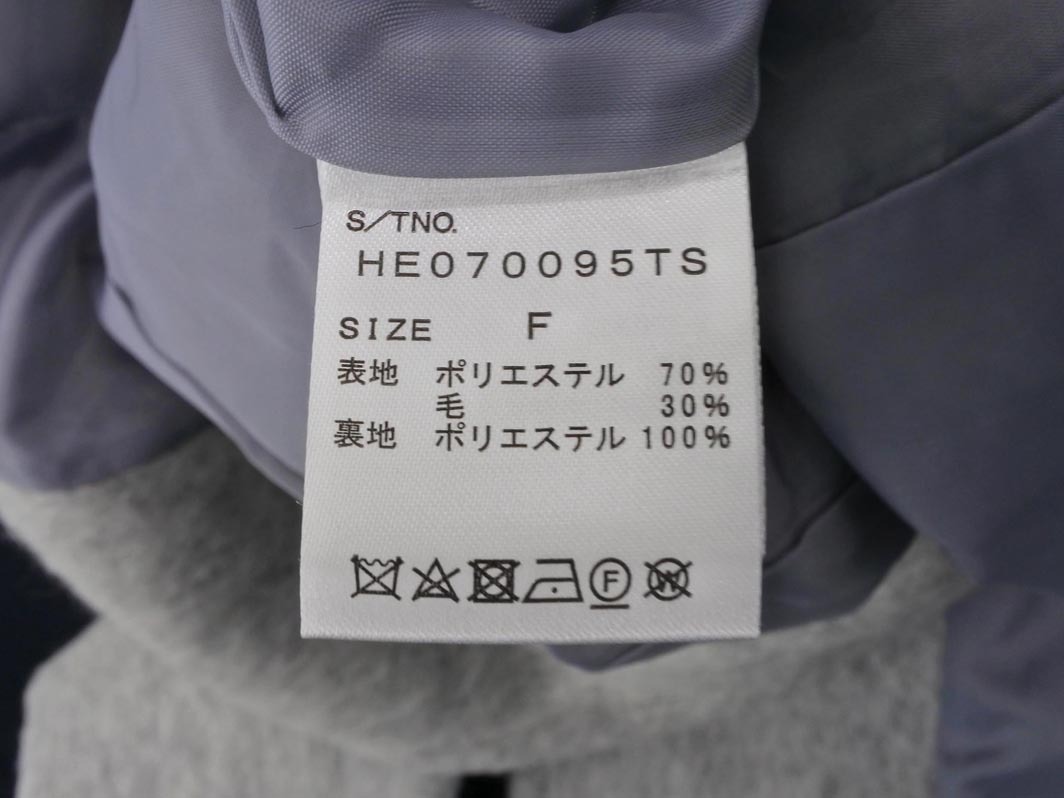 S/TNO.
HE070095TS
SIZE F
表地 ポリエステル 70%
毛 30%
裏地 ポリエステル 100%
F W